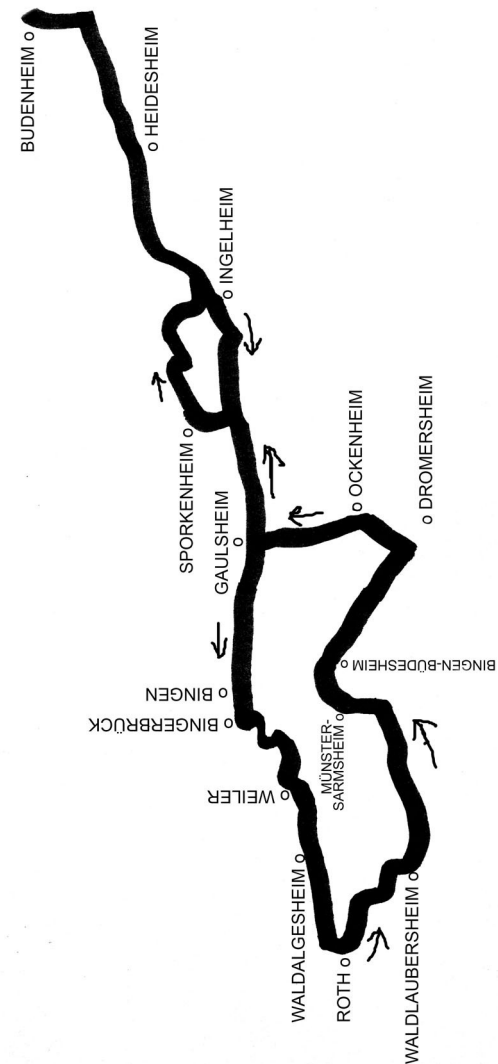 BUDENHEIM
HEIDESHEIM
INGELHEIM
SPORKENHEIM
GAULSHEIM
OCKENHEIM
DROMERSHEIM
BINGEN
BINGERBRÜCK
BINGEN-BÜDESHEIM
MÜNSTER-
SARMSHEIM
WEILER
WALDALGESHEIM
ROTH
WALDLAUBERSHEIM